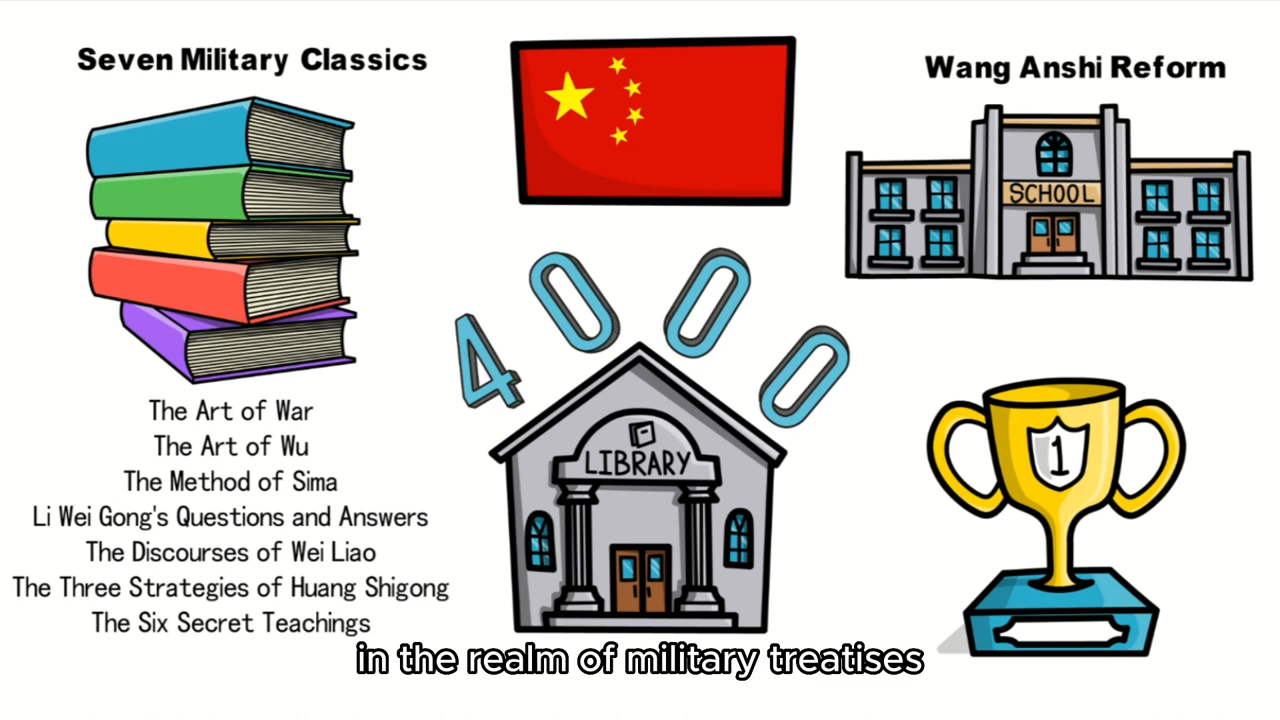 Seven Military Classics
Wang Anshi Reform
SCHOOL
4000
LIBRARY
1
The Art of War
The Art of Wu
The Method of Sima
Li Wei Gong's Questions and Answers
The Discourses of Wei Liao
The Three Strategies of Huang Shigong
The Six Secret Teachings
in the realm of military treatises